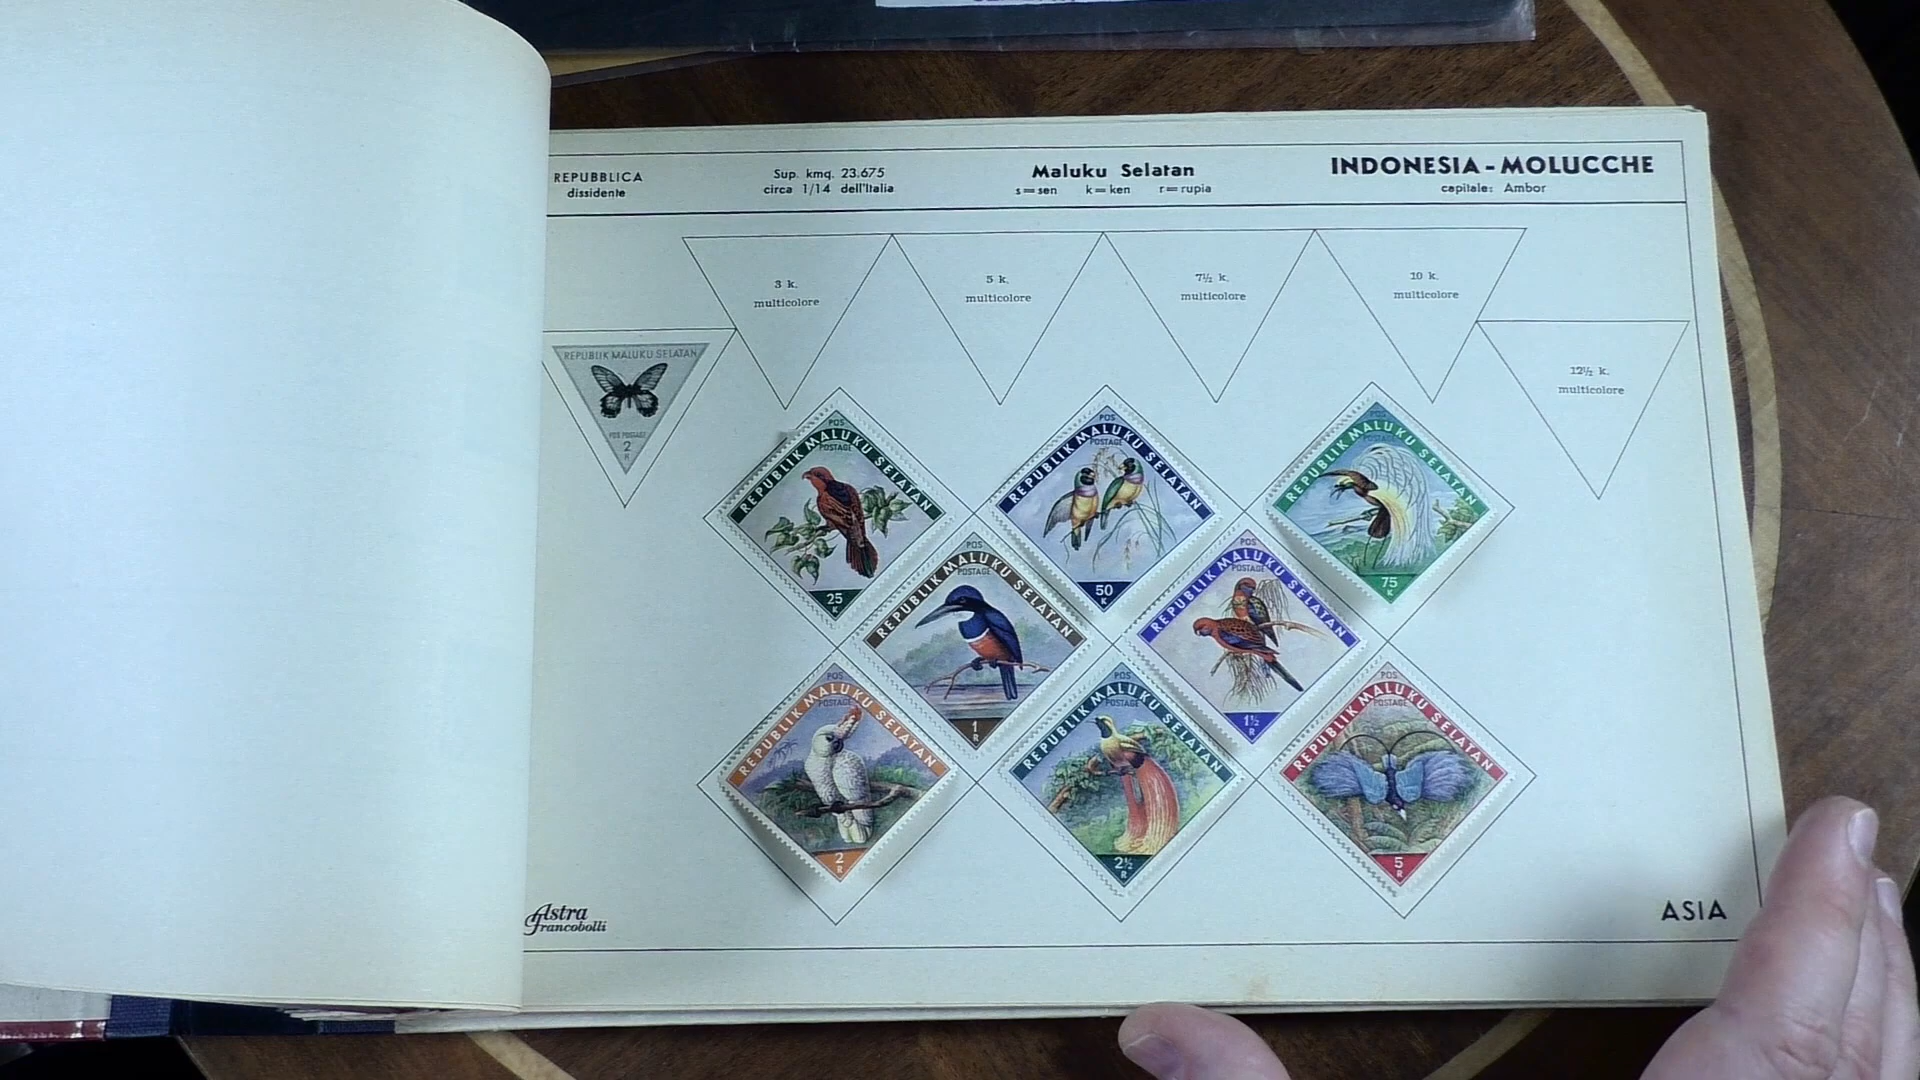 REPUBBLICA
dissidente
Sup. kmq. 23.675
circa 1/14 dell'Italia
Maluku Selatan
s=sen k=ken r=rupia
INDONESIA-MOLUCCHE
capitale: Ambor
3 k.
multicolore
5 k.
multicolore
7½ k.
multicolore
10 k.
multicolore
12½ k.
multicolore
REPUBLIK MALUKU SELATAN
POS POSTAGE
2
R
POS
POSTAGE
REPUBLIK MALUKU SELATAN
25
K
POS
POSTAGE
REPUBLIK MALUKU SELATAN
50
K
POS
POSTAGE
REPUBLIK MALUKU SELATAN
75
K
POS
POSTAGE
REPUBLIK MALUKU SELATAN
1
R
POS
POSTAGE
REPUBLIK MALUKU SELATAN
1½
R
POS
POSTAGE
REPUBLIK MALUKU SELATAN
2
R
POS
POSTAGE
REPUBLIK MALUKU SELATAN
2½
R
POS
POSTAGE
REPUBLIK MALUKU SELATAN
5
R
Astra
Francobolli
ASIA